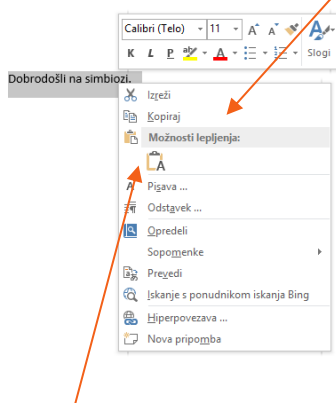 Calibri (Telo) 11 A A A
K L P ab A Slogi
Dobrodošli na simbiozi.
Izreži
Kopiraj
Možnosti lepljenja:
A
A Pisava ...
Odstavek ...
Opredeli
Sopomenke
Prevedi
Iskanje s ponudnikom iskanja Bing
Hiperpovezava ...
Nova pripomba